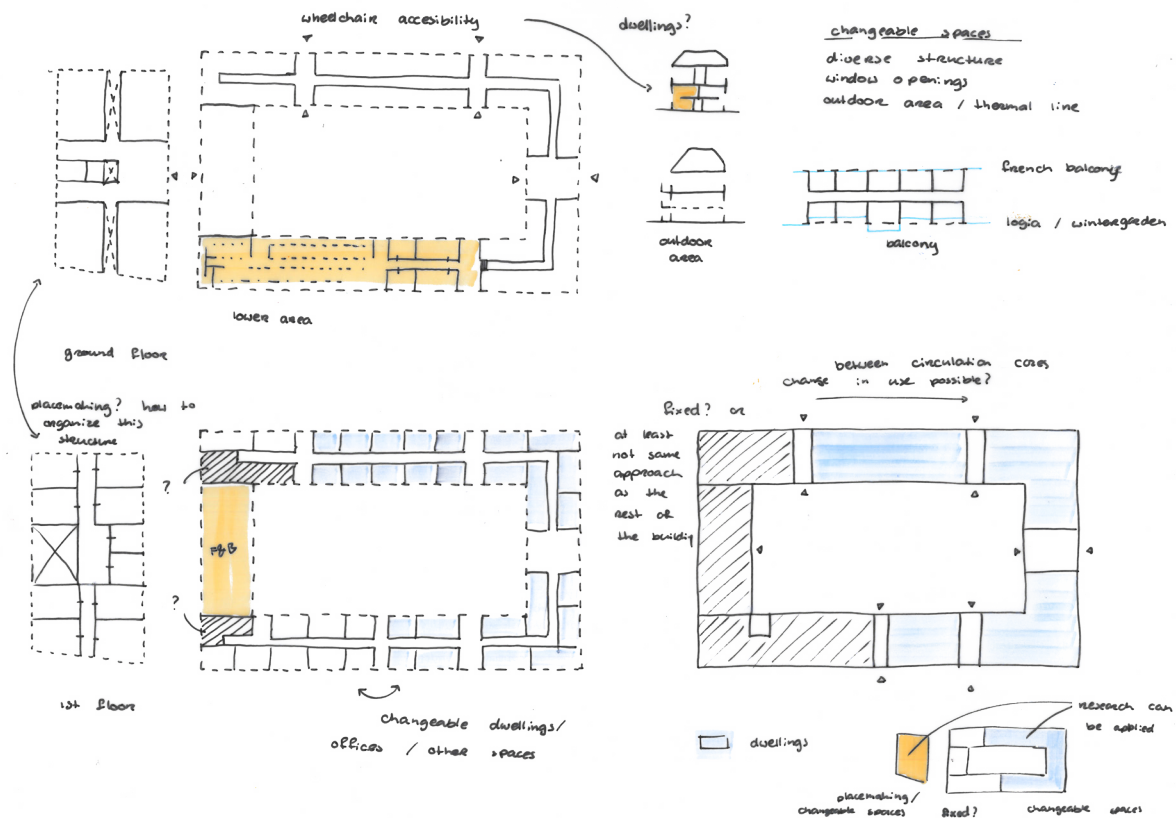 wheelchair accesibility
dwellings?
changeable spaces
diverse structure
window openings
outdoor area / thermal line
french balcony
logia / wintergarden
balcony
outdoor
area
lower area
ground floor
placemaking? how to
organize this
structure
1st floor
?
F&B
?
changeable dwellings/
offices / other spaces
between circulation cores
change in use possible?
fixed? or
at least
not same
approach
as the
rest of
the building
dwellings
research can
be applied
placemaking/
changeable spaces
fixed?
changeable spaces